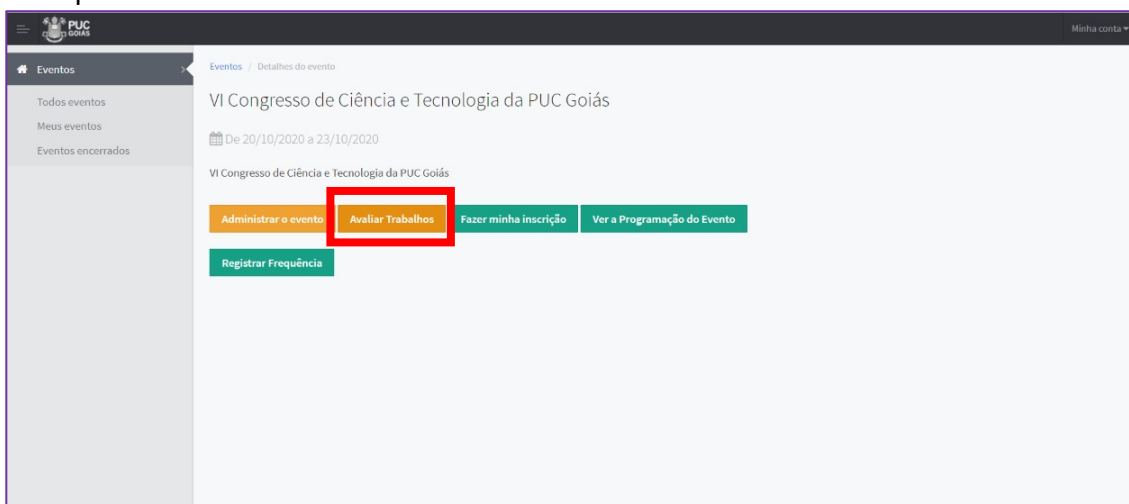 PUC
GOIÁS
Minha conta
Eventos
Todos eventos
Meus eventos
Eventos encerrados
Eventos / Detalhes do evento
VI Congresso de Ciência e Tecnologia da PUC Goiás
De 20/10/2020 a 23/10/2020
VI Congresso de Ciência e Tecnologia da PUC Goiás
Administrar o evento Avaliar Trabalhos Fazer minha inscrição Ver a Programação do Evento
Registrar Frequência